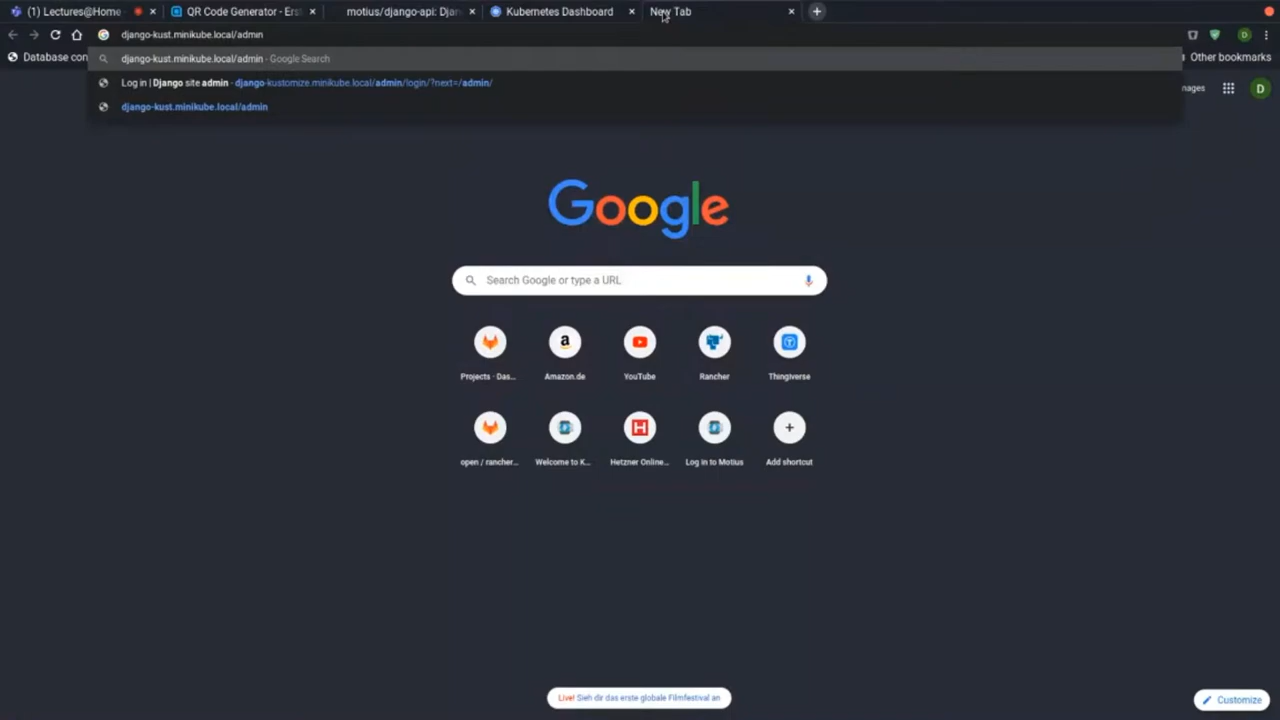 (1) Lectures@Home
QR Code Generator - Erst
motius/django-api: Djan
Kubernetes Dashboard
New Tab
django-kust.minikube.local/admin
django-kust.minikube.local/admin - Google Search
Log in | Django site admin - django-kustomize.minikube.local/admin/login/?next=/admin/
django-kust.minikube.local/admin
Database con
Other bookmarks
mages
D
D
Google
Search Google or type a URL
Projects · Das...
Amazon.de
YouTube
Rancher
Thingiverse
open / rancher...
Welcome to K...
Hetzner Online...
Log in to Motius
Add shortcut
Live! Sieh dir das erste globale Filmfestival an
Customize